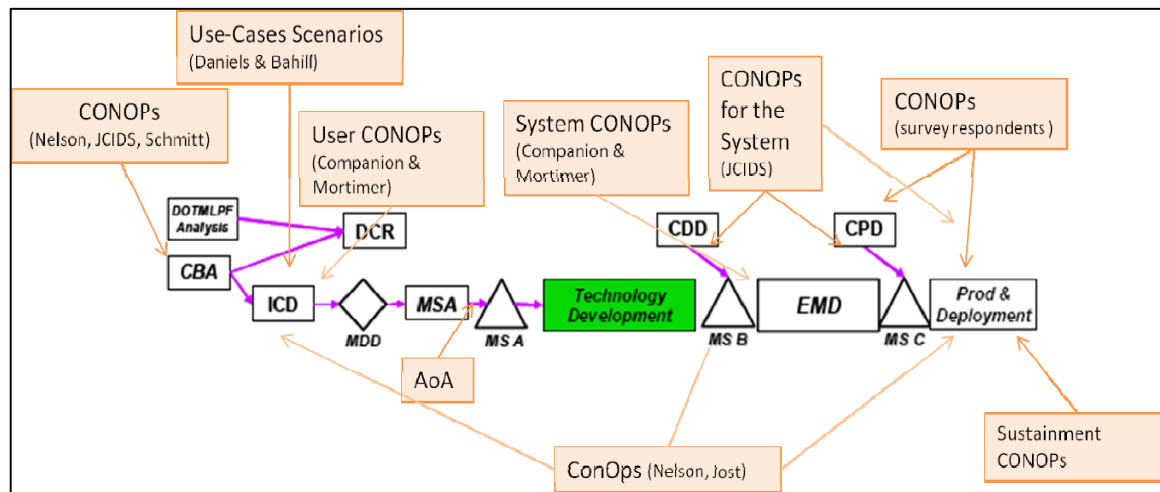 Use-Cases Scenarios
(Daniels & Bahill)
CONOPs
(Nelson, JCIDS, Schmitt)
User CONOPs
(Companion &
Mortimer)
System CONOPs
(Companion &
Mortimer)
CONOPs
for the
System
(JCIDS)
CONOPs
(survey respondents )
DOTMLPF
Analysis
DCR
CDD
CPD
CBA
ICD
MDD
MSA
MS A
Technology
Development
MS B
EMD
MS C
Prod &
Deployment
AoA
ConOps (Nelson, Jost)
Sustainment
CONOPs